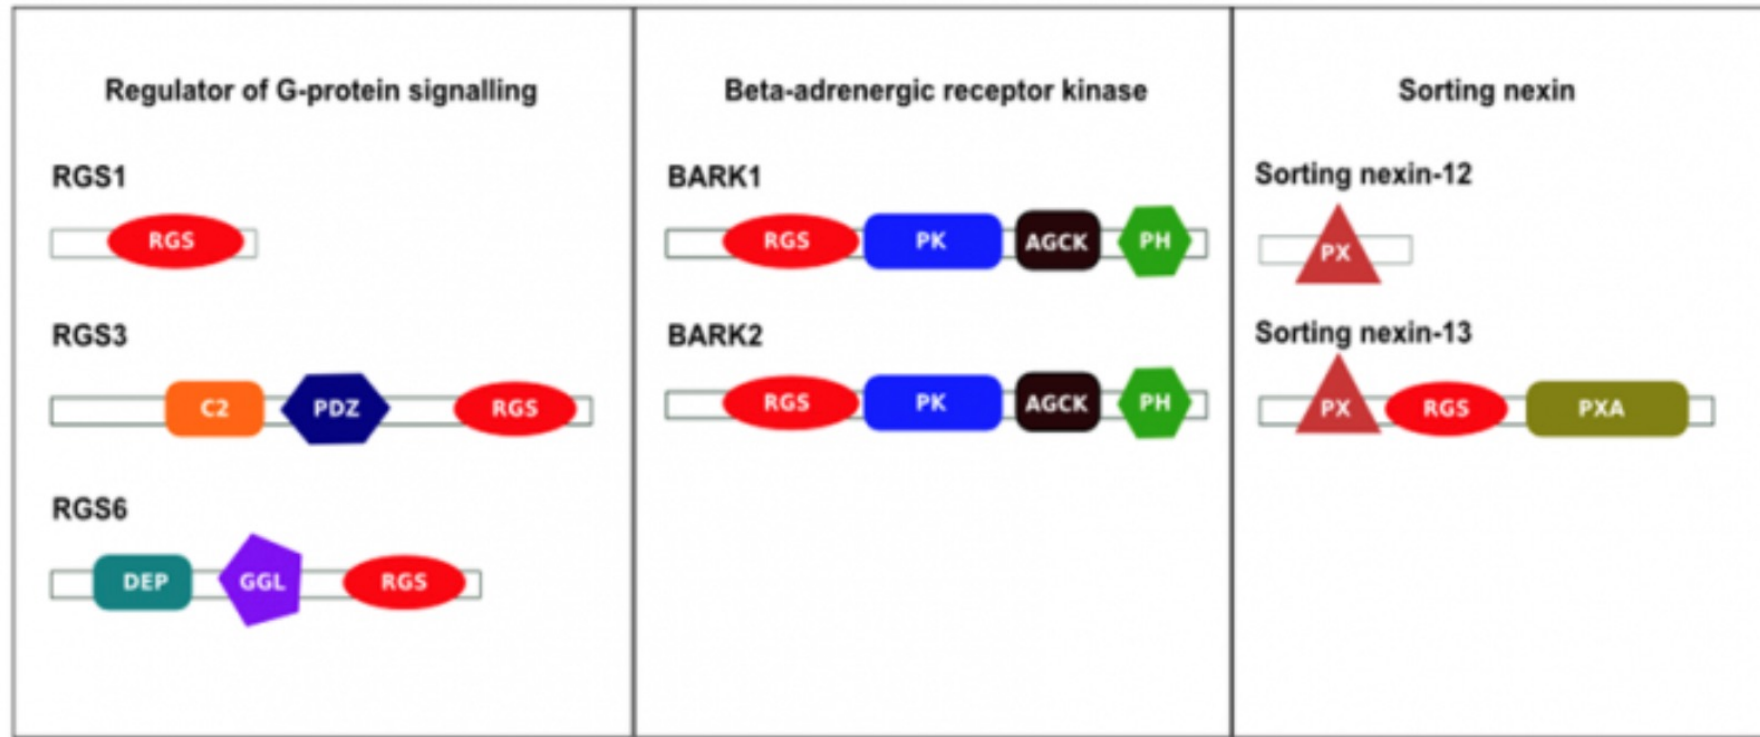 Regulator of G-protein signalling
RGS1
RGS
RGS3
C2 PDZ RGS
RGS6
DEP GGL RGS
Beta-adrenergic receptor kinase
BARK1
RGS PK AGCK PH
BARK2
RGS PK AGCK PH
Sorting nexin
Sorting nexin-12
PX
Sorting nexin-13
PX RGS PXA